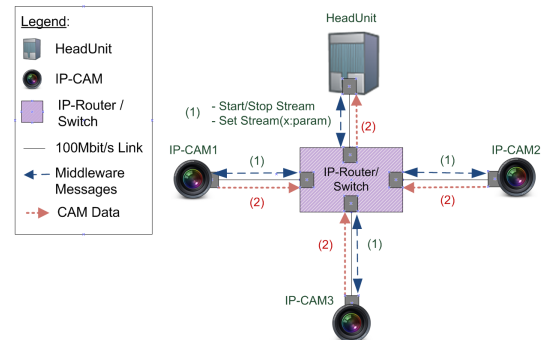 Legend:
HeadUnit
IP-CAM
IP-Router /
Switch
100Mbit/s Link
Middleware
Messages
CAM Data
HeadUnit
(1) - Start/Stop Stream
- Set Stream(x:param)
(2)
IP-CAM1
(1)
(2)
IP-Router/
Switch
(1)
IP-CAM2
(2)
(2)
(1)
IP-CAM3